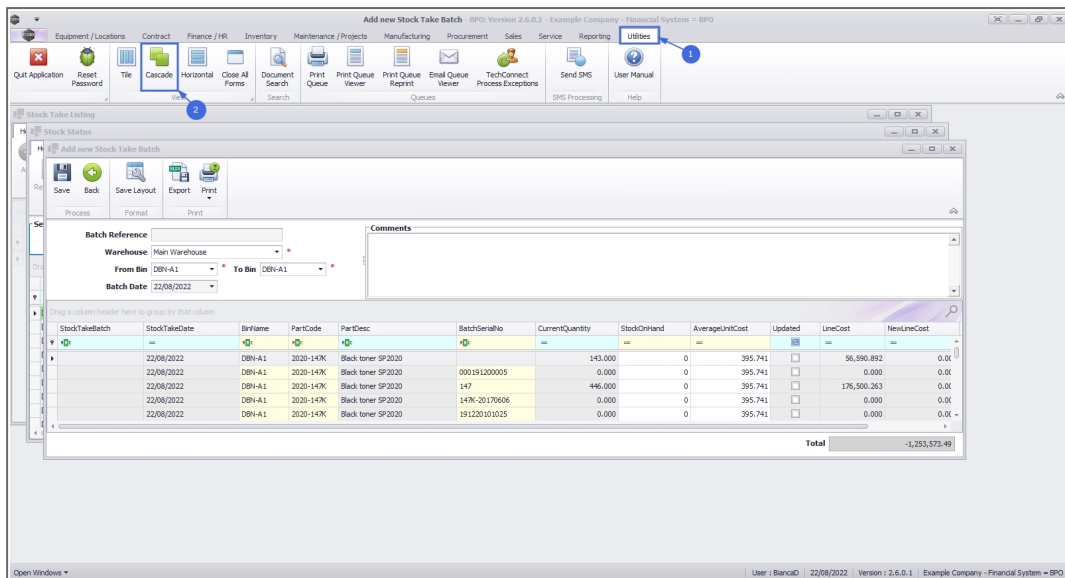 Add new Stock Take Batch - BPO: Version 2.6.0.1 - Example Company - Financial System = BPO
Equipment / Locations Contract Finance / HR Inventory Maintenance / Projects Manufacturing Procurement Sales Service Reporting Utilities
1
Quit Application Reset Password Tile Cascade Horizontal Close All Forms Document Search Print Queue Print Queue Viewer Print Queue Reprint Email Queue Viewer TechConnect Process Exceptions Send SMS User Manual
Search Queues SMS Processing Help
2
Stock Take Listing
Stock Status
Add new Stock Take Batch
Save Back Save Layout Export Print
Process Format Print
Batch Reference
Comments
Warehouse Main Warehouse *
From Bin DBN-A1 * To Bin DBN-A1 *
Batch Date 22/08/2022
Drag a column header here to group by that column
StockTakeBatch StockTakeDate BinName PartCode PartDesc BatchSerialNo CurrentQuantity StockOnHand AverageUnitCost Updated LineCost NewLineCost
22/08/2022 DBN-A1 2020-147K Black toner SP2020 143.000 0 395.741 56,590.892 0.00
22/08/2022 DBN-A1 2020-147K Black toner SP2020 000191200005 0.000 0 395.741 0.000 0.00
22/08/2022 DBN-A1 2020-147K Black toner SP2020 147 446.000 0 395.741 176,500.263 0.00
22/08/2022 DBN-A1 2020-147K Black toner SP2020 147K-20170606 0.000 0 395.741 0.000 0.00
22/08/2022 DBN-A1 2020-147K Black toner SP2020 191220101025 0.000 0 395.741 0.000 0.00
Total -1,253,573.49
Open Windows User : BiancaD 22/08/2022 Version : 2.6.0.1 Example Company - Financial System = BPO